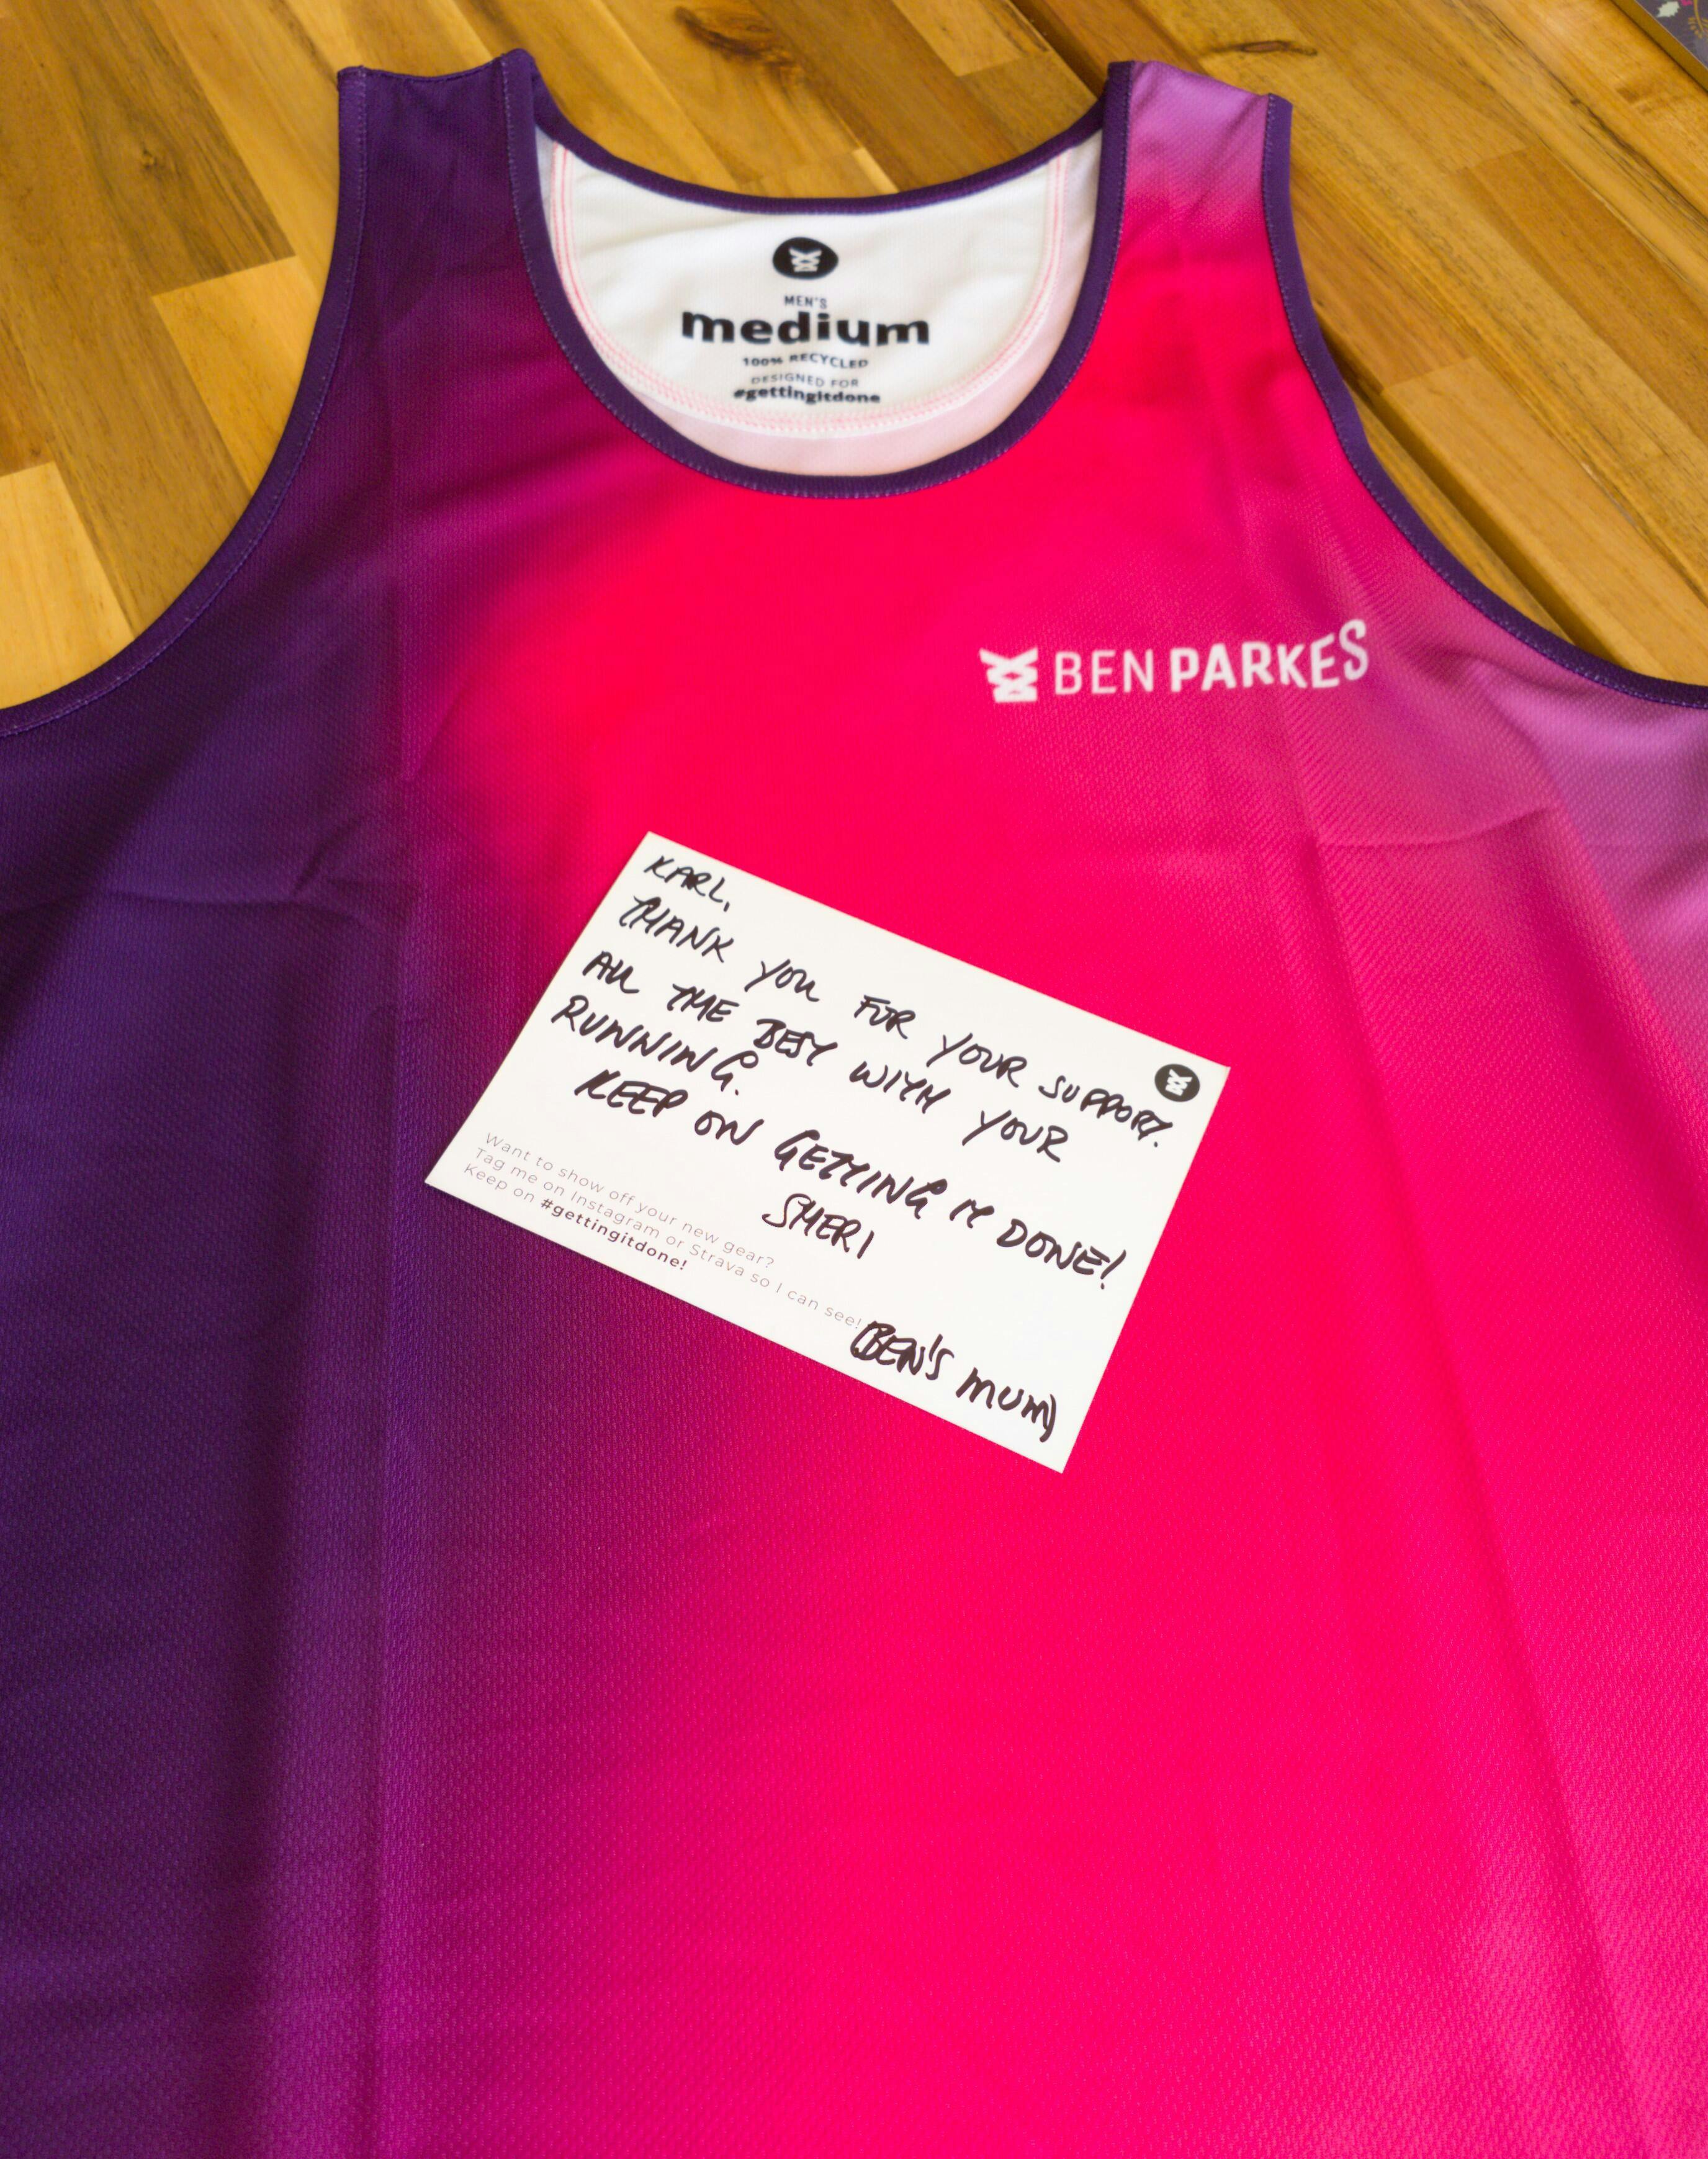 MEN'S
medium
100% RECYCLED
DESIGNED FOR
#gettingitdone
BEN PARKES
KARL,
THANK YOU FOR YOUR SUPPORT.
ALL THE BEST WITH YOUR
RUNNING.
KEEP ON GETTING IT DONE!
SHERI
(BEN'S MUM)
Want to show off your new gear?
Tag me on Instagram or Strava so I can see!
Keep on #gettingitdone!